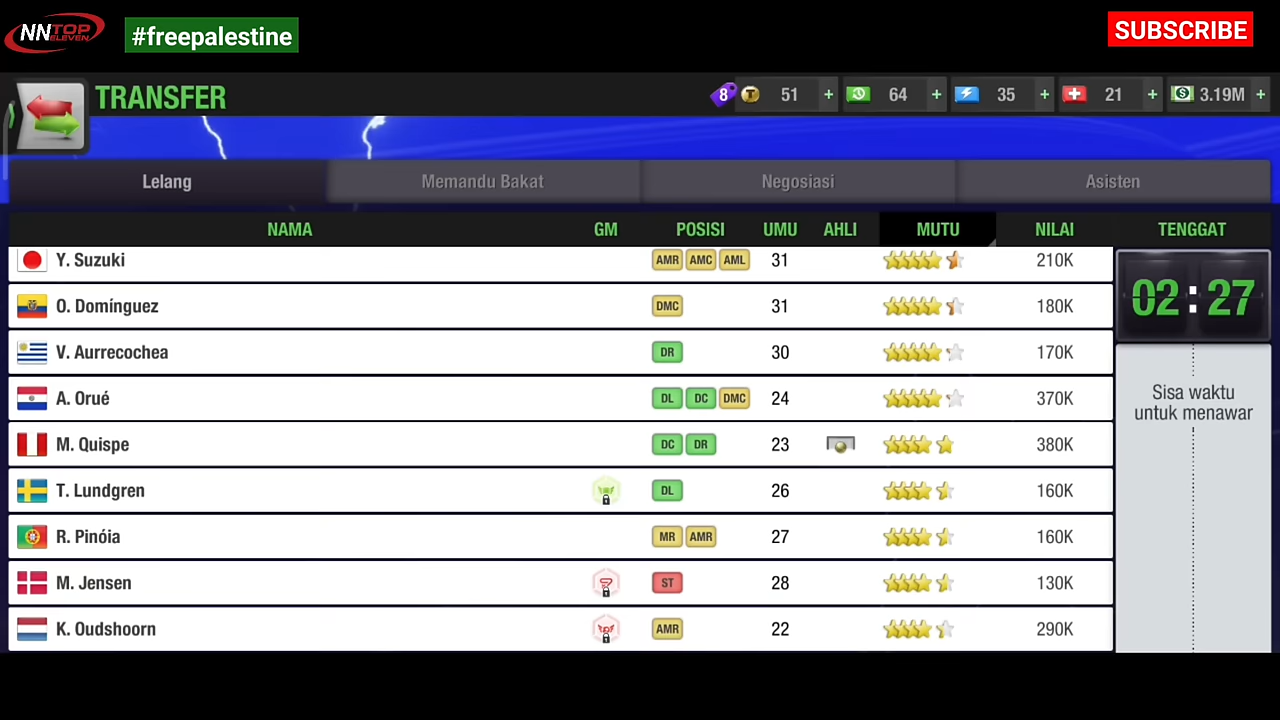 NNTOP ELEVEN
#freepalestine
SUBSCRIBE
TRANSFER
8 T 51 + 64 + 35 + 21 + $ 3.19M +
Lelang Memandu Bakat Negosiasi Asisten
NAMA GM POSISI UMU AHLI MUTU NILAI TENGGAT
Y. Suzuki AMR AMC AML 31 210K
O. Domínguez DMC 31 180K
V. Aurrecochea DR 30 170K
A. Orué DL DC DMC 24 370K
M. Quispe DC DR 23 380K
T. Lundgren DL 26 160K
R. Pinóia MR AMR 27 160K
M. Jensen ST 28 130K
K. Oudshoorn AMR 22 290K
02:27
Sisa waktu
untuk menawar